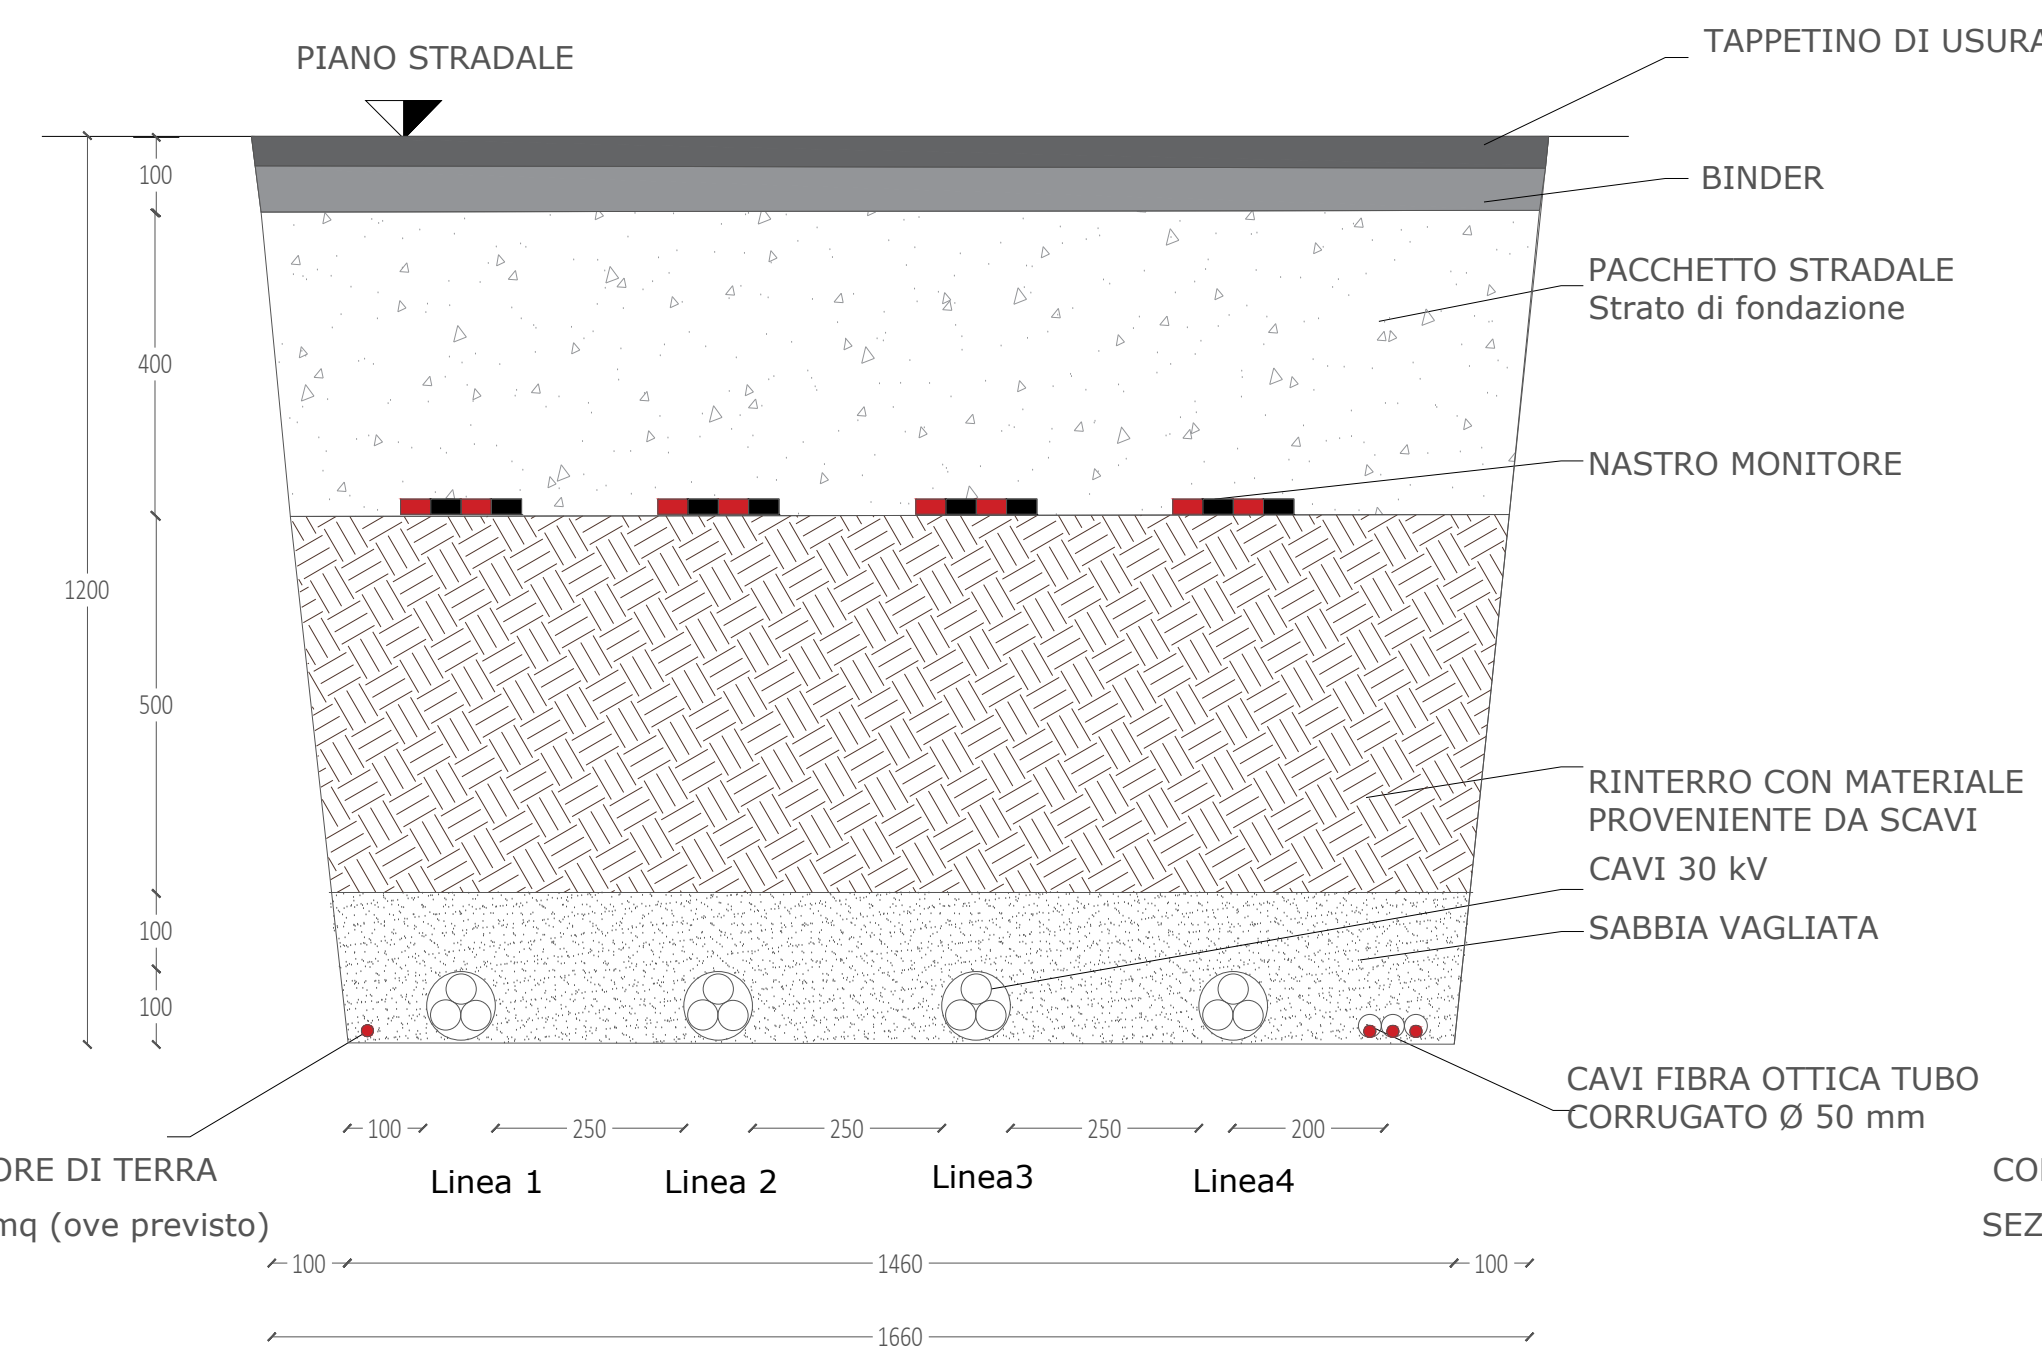 PIANO STRADALE
TAPPETINO DI USURA
100
BINDER
PACCHETTO STRADALE
Strato di fondazione
400
NASTRO MONITORE
1200
500
RINTERRO CON MATERIALE
PROVENIENTE DA SCAVI
CAVI 30 kV
SABBIA VAGLIATA
100
100
CAVI FIBRA OTTICA TUBO
CORRUGATO Ø 50 mm
100 250 250 250 200
ORE DI TERRA
Linea 1 Linea 2 Linea3 Linea4
mq (ove previsto)
SEZ
100 1460 100
1660